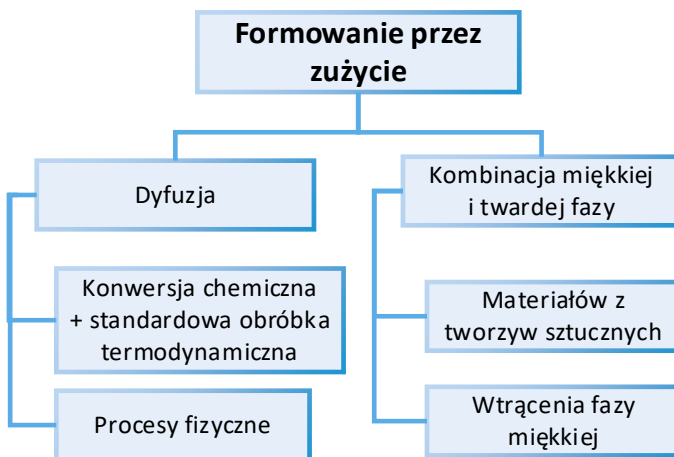 Formowanie przez
zużycie
Dyfuzja
Konwersja chemiczna
+ standardowa obróbka
termodynamiczna
Procesy fizyczne
Kombinacja miękkiej
i twardej fazy
Materiałów z
tworzyw sztucznych
Wtrącenia fazy
miękkiej